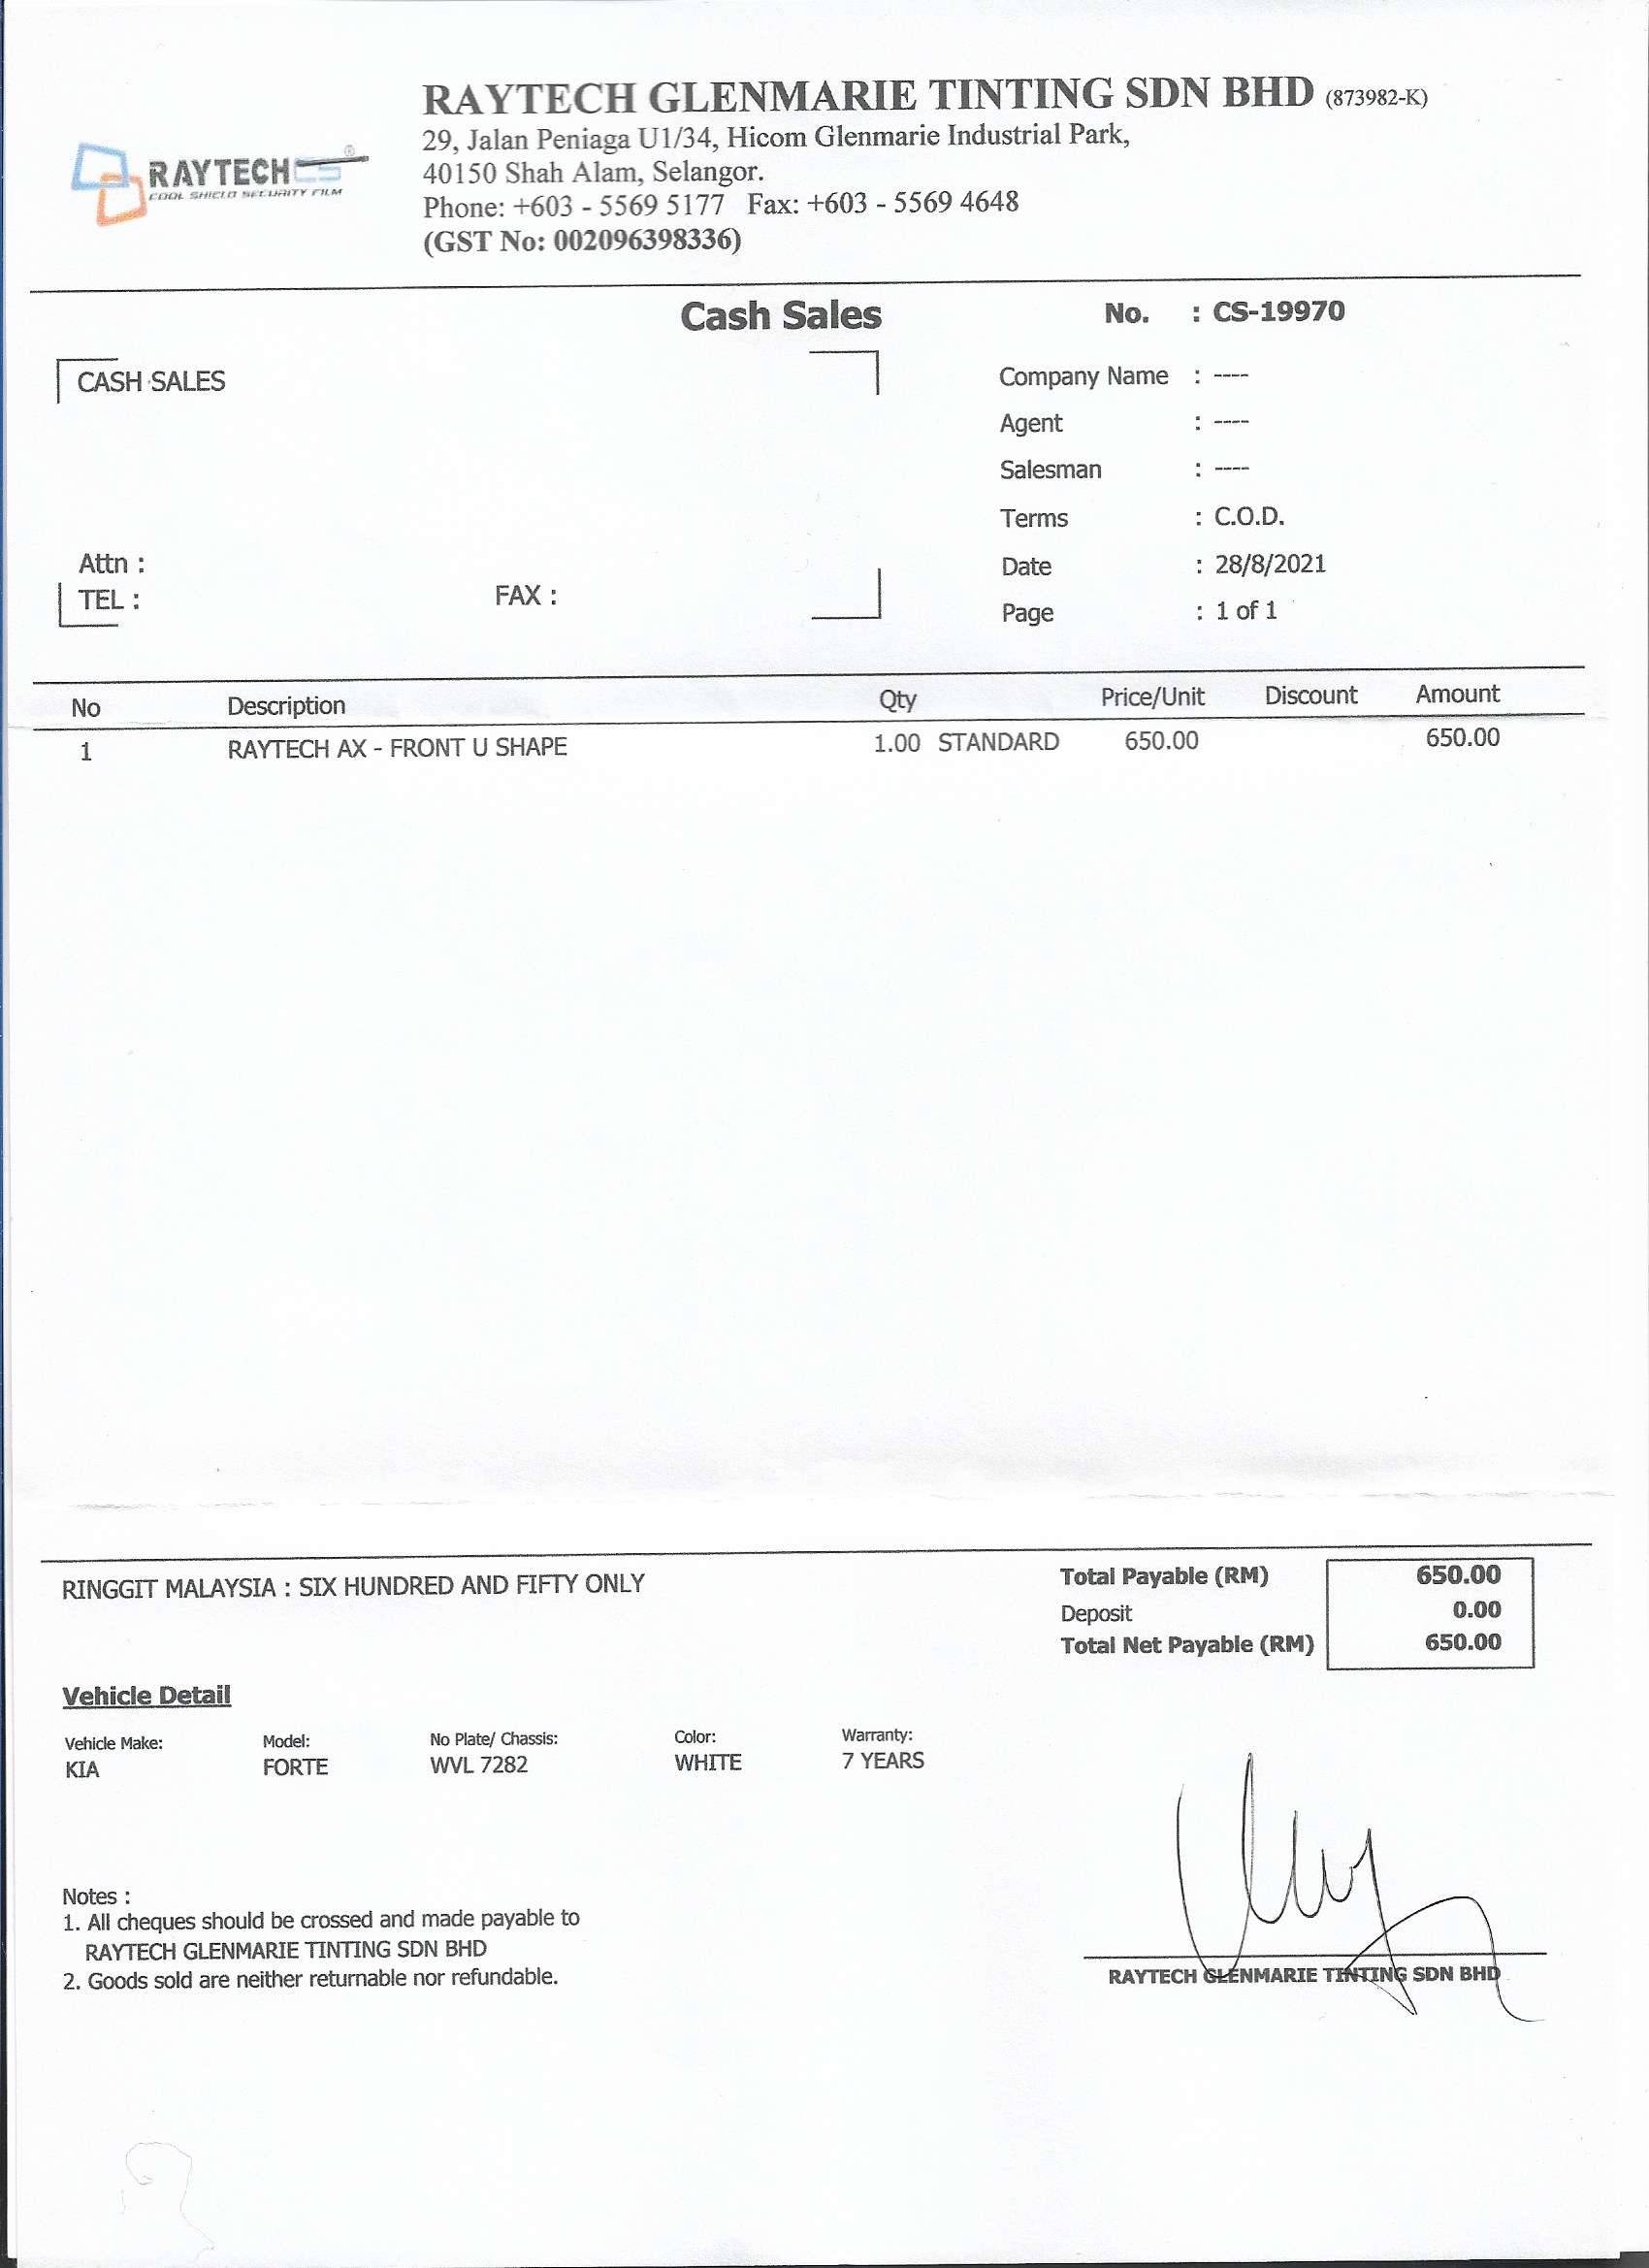 RAYTECH GLENMARIE TINTING SDN BHD (873982-K)
29, Jalan Peniaga U1/34, Hicom Glenmarie Industrial Park,
40150 Shah Alam, Selangor.
Phone: +603 - 5569 5177 Fax: +603 - 5569 4648
(GST No: 002096398336)
RAYTECH CS ®
COOL SHIELD SECURITY FILM
Cash Sales
No. : CS-19970
CASH SALES
Attn :
TEL : FAX :
Company Name : ----
Agent : ----
Salesman : ----
Terms : C.O.D.
Date : 28/8/2021
Page : 1 of 1
No Description Qty Price/Unit Discount Amount
1 RAYTECH AX - FRONT U SHAPE 1.00 STANDARD 650.00 650.00
RINGGIT MALAYSIA : SIX HUNDRED AND FIFTY ONLY
Total Payable (RM) 650.00
Deposit 0.00
Total Net Payable (RM) 650.00
Vehicle Detail
Vehicle Make: Model: No Plate/ Chassis: Color: Warranty:
KIA FORTE WVL 7282 WHITE 7 YEARS
Notes :
1. All cheques should be crossed and made payable to
RAYTECH GLENMARIE TINTING SDN BHD
2. Goods sold are neither returnable nor refundable.
RAYTECH GLENMARIE TINTING SDN BHD